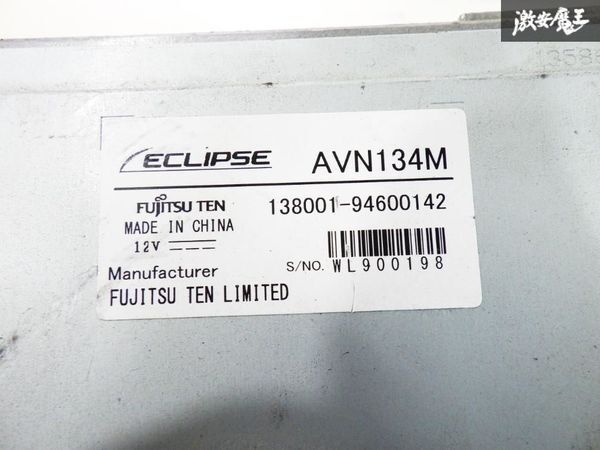 激安魔王
ECLIPSE AVN134M
FUJITSU TEN 138001-94600142
MADE IN CHINA
12V
S/NO. WL900198
Manufacturer
FUJITSU TEN LIMITED